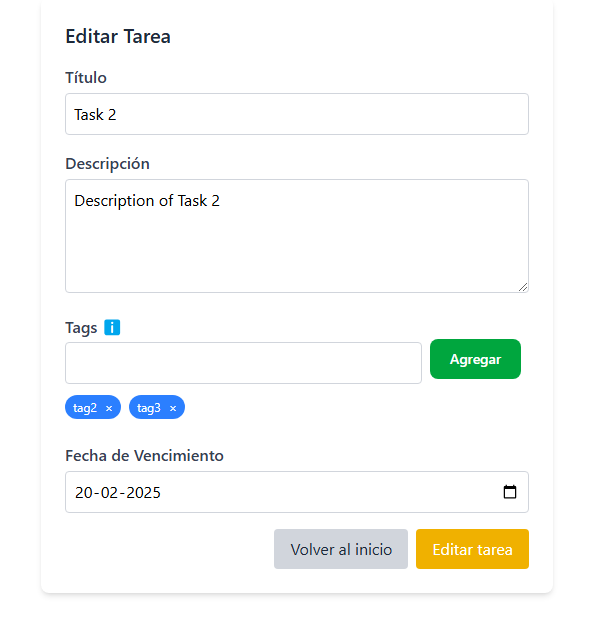 Editar Tarea
Título
Task 2
Descripción
Description of Task 2
Tags ℹ️
Agregar
tag2 × tag3 ×
Fecha de Vencimiento
20-02-2025
Volver al inicio Editar tarea